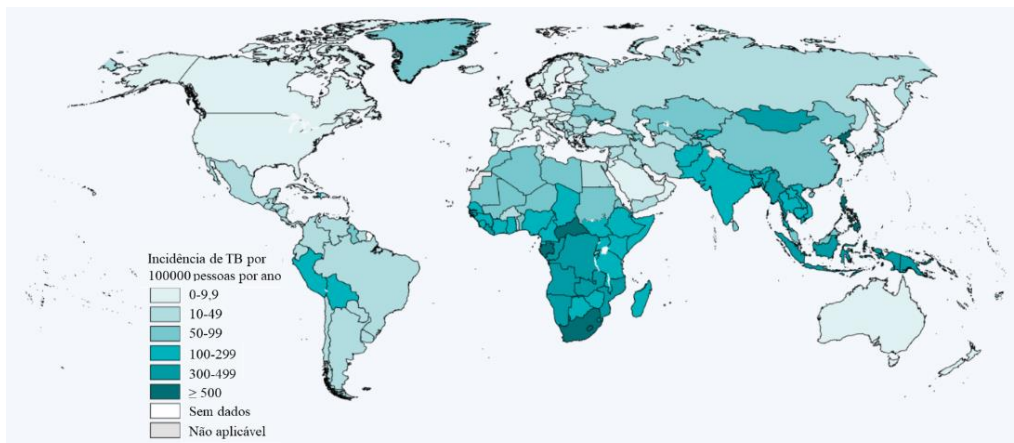 Incidência de TB por
100000 pessoas por ano
0-9,9
10-49
50-99
100-299
300-499
≥ 500
Sem dados
Não aplicável